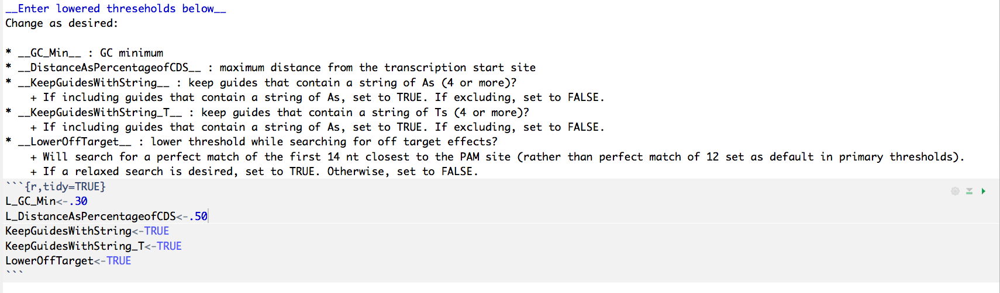 __Enter lowered threseholds below__
Change as desired:
* __GC_Min__ : GC minimum
* __DistanceAsPercentageofCDS__ : maximum distance from the transcription start site
* __KeepGuidesWithString__ : keep guides that contain a string of As (4 or more)?
+ If including guides that contain a string of As, set to TRUE. If excluding, set to FALSE.
* __KeepGuidesWithString_T__ : keep guides that contain a string of Ts (4 or more)?
+ If including guides that contain a string of As, set to TRUE. If excluding, set to FALSE.
* __LowerOffTarget__ : lower threshold while searching for off target effects?
+ Will search for a perfect match of the first 14 nt closest to the PAM site (rather than perfect match of 12 set as default in primary thresholds).
+ If a relaxed search is desired, set to TRUE. Otherwise, set to FALSE.
```{r,tidy=TRUE}
L_GC_Min<-.30
L_DistanceAsPercentageofCDS<-.50
KeepGuidesWithString<-TRUE
KeepGuidesWithString_T<-TRUE
LowerOffTarget<-TRUE
```